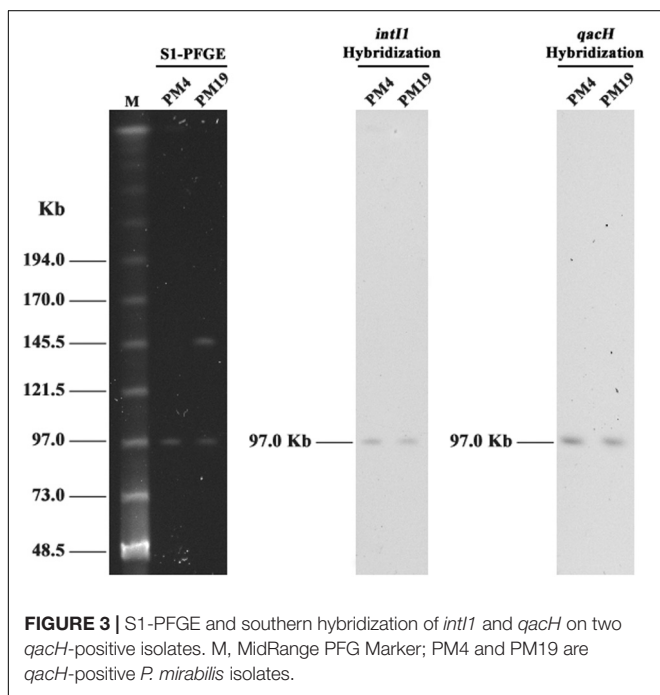 S1-PFGE
M PM4 PM19
Kb
194.0
170.0
145.5
121.5
97.0
73.0
48.5
intI1
Hybridization
PM4 PM19
97.0 Kb
qacH
Hybridization
PM4 PM19
97.0 Kb
FIGURE 3 | S1-PFGE and southern hybridization of intI1 and qacH on two
qacH-positive isolates. M, MidRange PFG Marker; PM4 and PM19 are
qacH-positive P. mirabilis isolates.